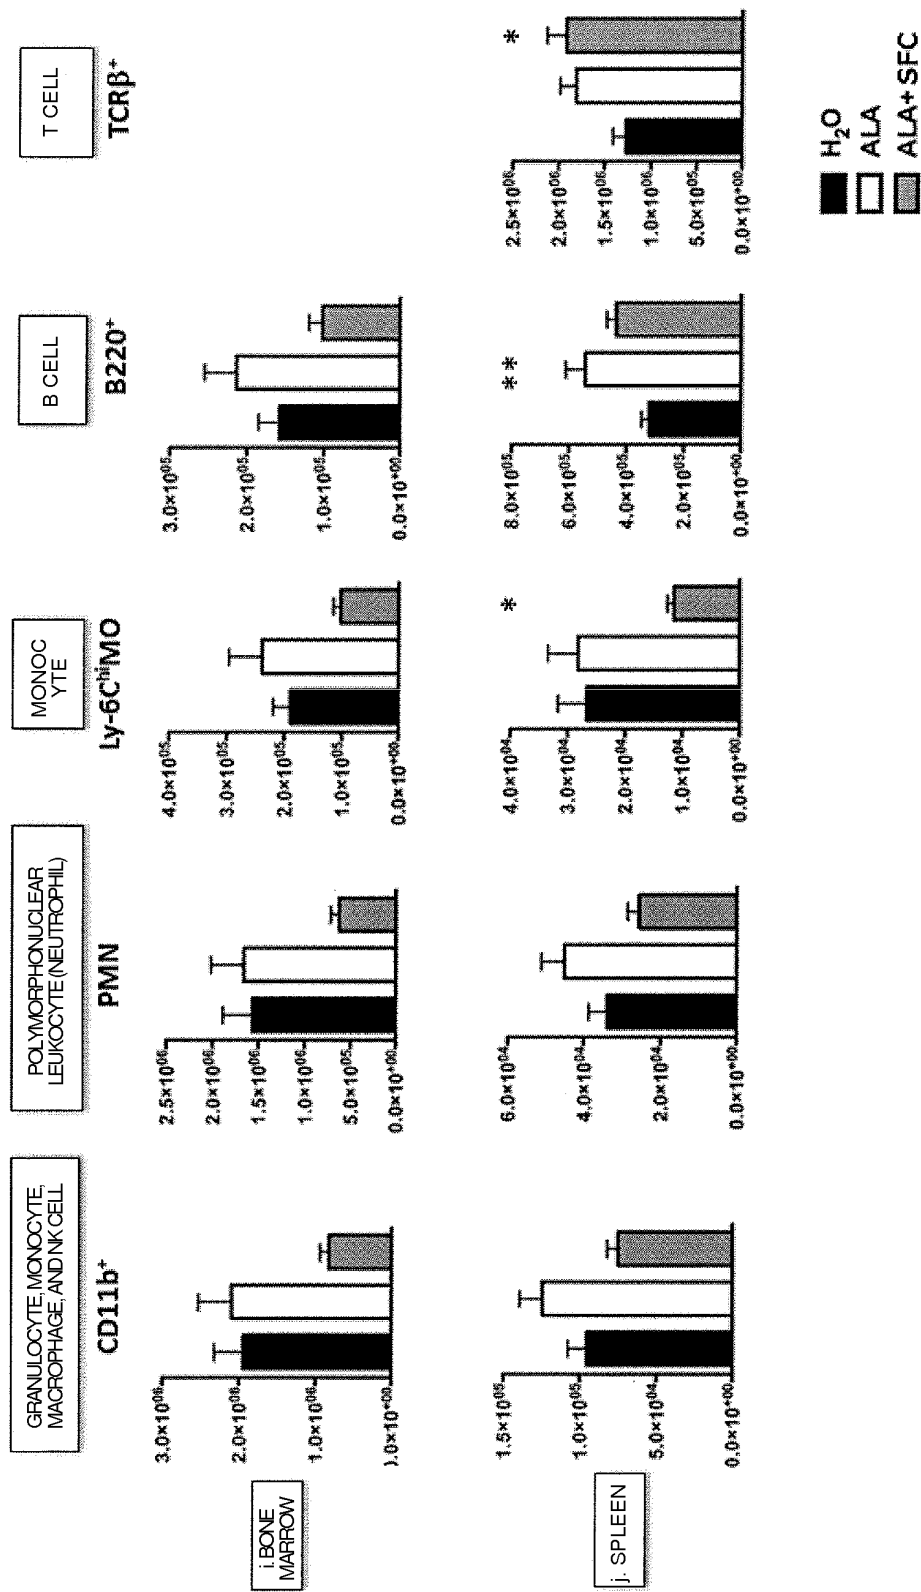 GRANULOCYTE, MONOCYTE,
MACROPHAGE, AND NK CELL
CD11b⁺
POLYMORPHONUCLEAR
LEUKOCYTE (NEUTROPHIL)
PMN
MONOC
YTE
Ly-6C^hi MO
B CELL
B220⁺
T CELL
TCRβ⁺
i. BONE
MARROW
3.0×10⁰⁶
2.0×10⁰⁶
1.0×10⁰⁶
).0×10⁺⁰⁰
2.5×10⁰⁶
2.0×10⁰⁶
1.5×10⁰⁶
1.0×10⁰⁶
5.0×10⁰⁵
0.0×10⁺⁰⁰
4.0×10⁰⁵
3.0×10⁰⁵
2.0×10⁰⁵
1.0×10⁰⁵
0.0×10⁺⁰⁰
3.0×10⁰⁵
2.0×10⁰⁵
1.0×10⁰⁵
0.0×10⁺⁰⁰
j. SPLEEN
1.5×10⁰⁵
1.0×10⁰⁵
5.0×10⁰⁴
0.0×10⁺⁰⁰
6.0×10⁰⁴
4.0×10⁰⁴
2.0×10⁰⁴
0.0×10⁺⁰⁰
4.0×10⁰⁴
3.0×10⁰⁴
2.0×10⁰⁴
1.0×10⁰⁴
0.0×10⁺⁰⁰
*
8.0×10⁰⁵
6.0×10⁰⁵
4.0×10⁰⁵
2.0×10⁰⁵
0.0×10⁺⁰⁰
**
2.5×10⁰⁶
2.0×10⁰⁶
1.5×10⁰⁶
1.0×10⁰⁶
5.0×10⁰⁵
0.0×10⁺⁰⁰
*
H₂O
ALA
ALA+ SFC